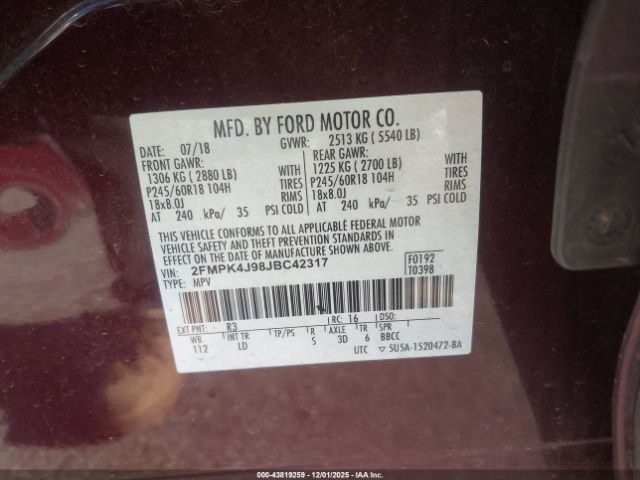 MFD. BY FORD MOTOR CO.
DATE: 07/18 GVWR: 2513 KG ( 5540 LB)
FRONT GAWR: REAR GAWR:
1306 KG ( 2880 LB) WITH 1225 KG ( 2700 LB) WITH
P245/60R18 104H TIRES P245/60R18 104H TIRES
18x8.0J RIMS 18x8.0J RIMS
AT 240 kPa/ 35 PSI COLD AT 240 kPa/ 35 PSI COLD
THIS VEHICLE CONFORMS TO ALL APPLICABLE FEDERAL MOTOR
VEHICLE SAFETY AND THEFT PREVENTION STANDARDS IN
EFFECT ON THE DATE OF MANUFACTURE SHOWN ABOVE.
VIN: 2FMPK4J98JBC42317 F0192
TYPE: MPV T0398
EXT PNT: R3 RC: 16 DSO:
WB INT TR TP/PS R AXLE TR SPR
112 LD S 3D 6 BBCC
UTC ▽ 5U5A-1520472-BA
000-43819259 - 12/01/2025 - IAAI.COM